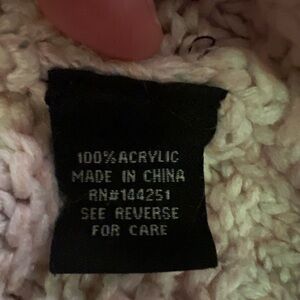 100% ACRYLIC
MADE IN CHINA
RN#144251
SEE REVERSE
FOR CARE